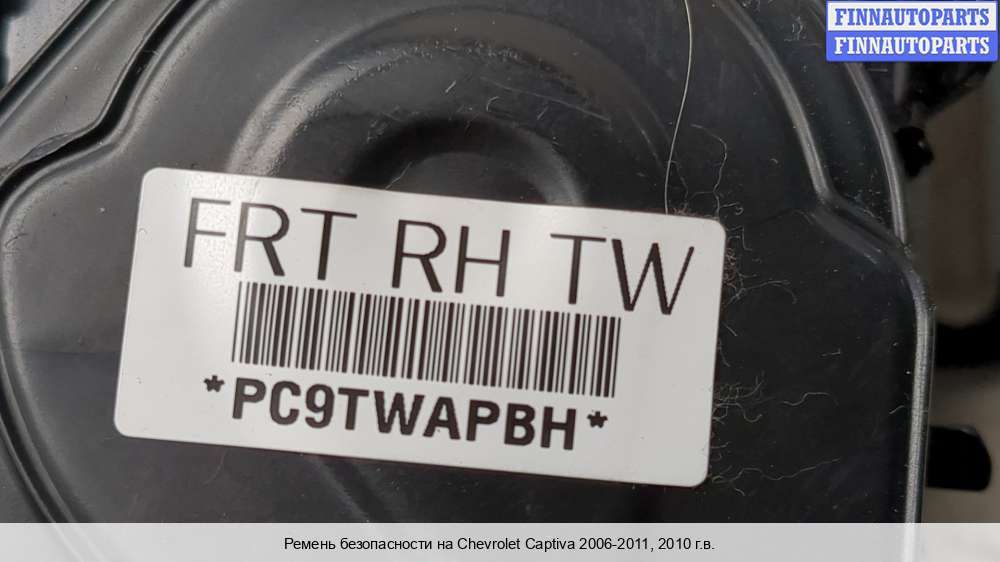 FINNAUTOPARTS
FINNAUTOPARTS
FRT RH TW
*PC9TWAPBH*
Ремень безопасности на Chevrolet Captiva 2006-2011, 2010 г.в.